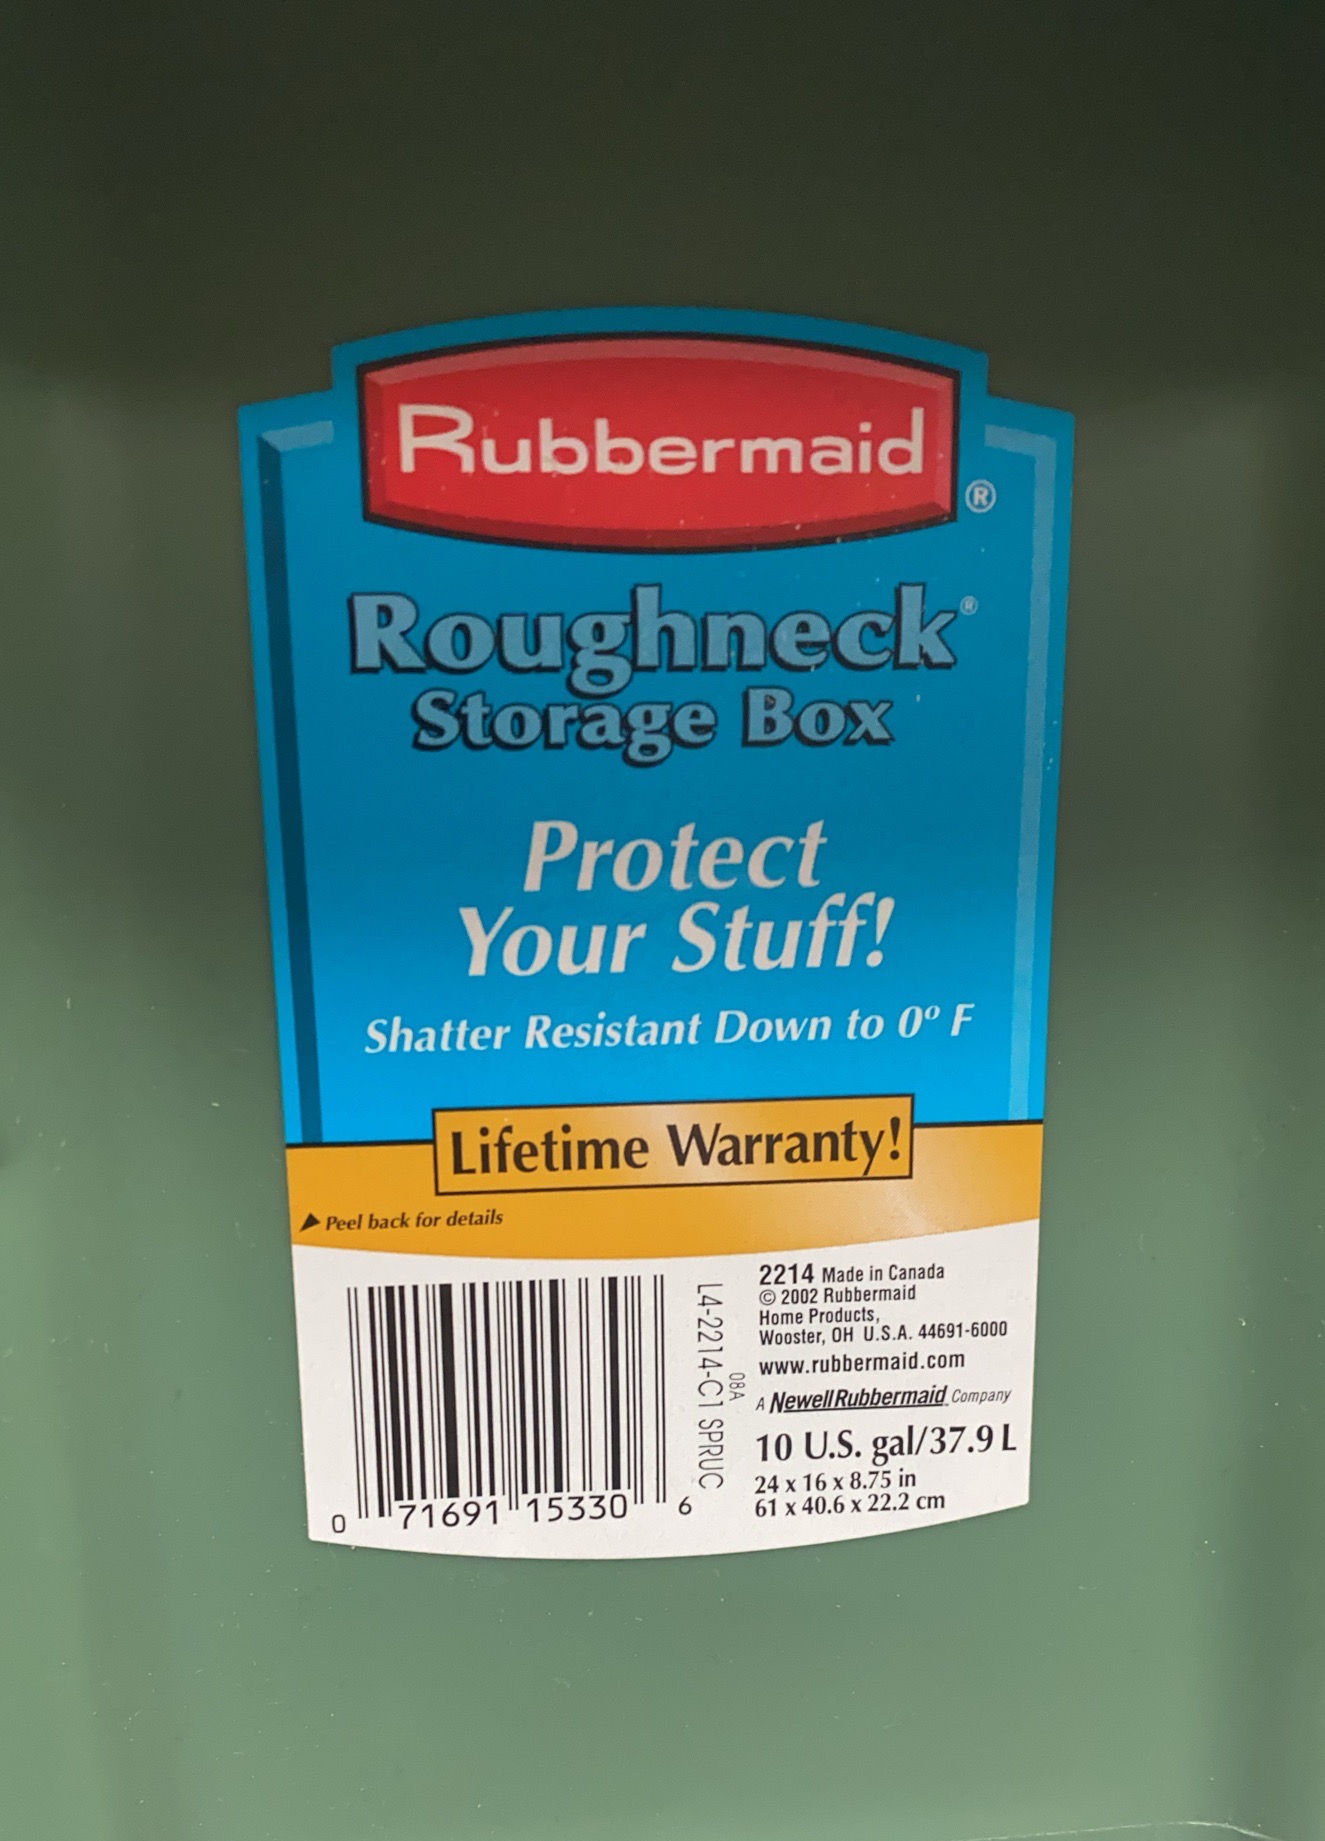 Rubbermaid®
Roughneck®
Storage Box
Protect
Your Stuff!
Shatter Resistant Down to 0º F
Lifetime Warranty!
Peel back for details
0 71691 15330 6
L4-2214-C1 SPRUC
08A
2214 Made in Canada
© 2002 Rubbermaid
Home Products,
Wooster, OH U.S.A. 44691-6000
www.rubbermaid.com
A NewellRubbermaid Company
10 U.S. gal/37.9 L
24 x 16 x 8.75 in
61 x 40.6 x 22.2 cm